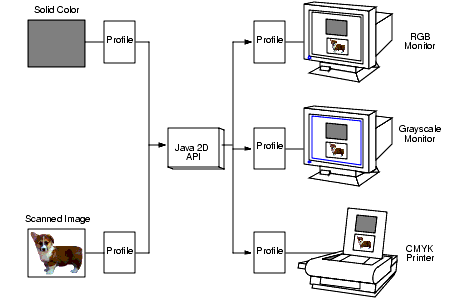 Solid Color
Profile
Profile
RGB
Monitor
Java 2D
API
Profile
Grayscale
Monitor
Scanned Image
Profile
Profile
CMYK
Printer